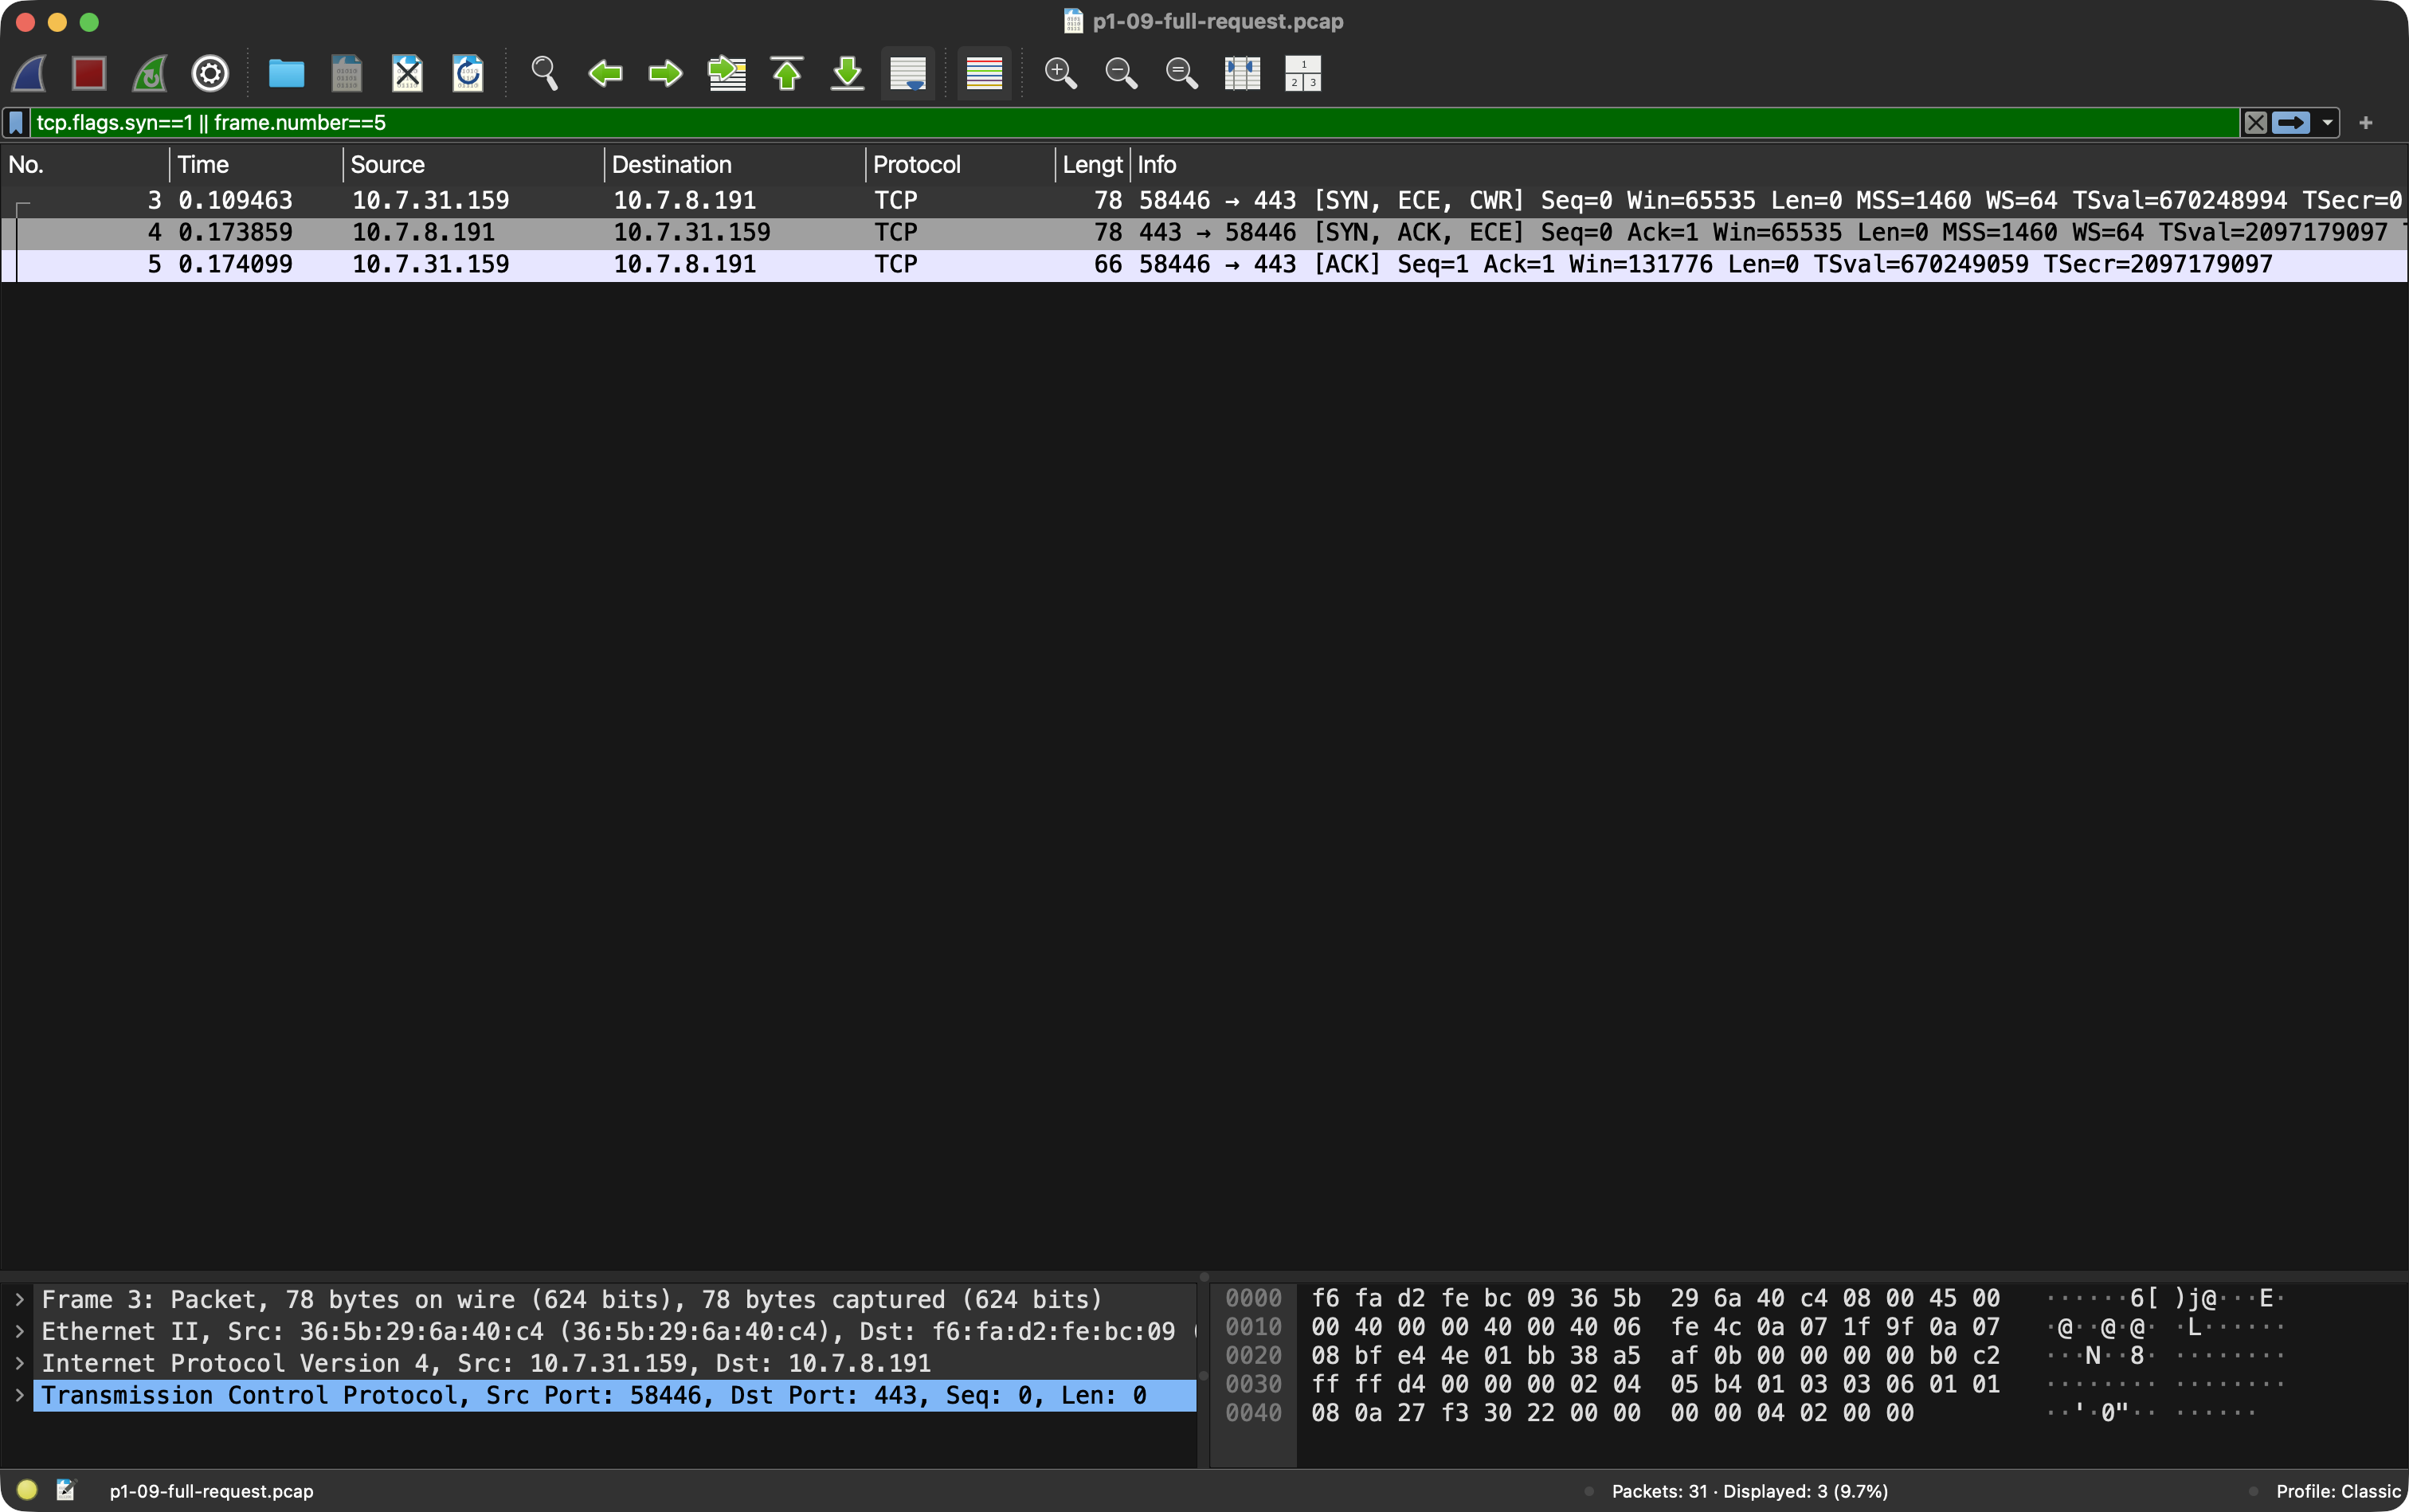 p1-09-full-request.pcap
tcp.flags.syn==1 || frame.number==5
No. Time Source Destination Protocol Lengt Info
3 0.109463 10.7.31.159 10.7.8.191 TCP 78 58446 → 443 [SYN, ECE, CWR] Seq=0 Win=65535 Len=0 MSS=1460 WS=64 TSval=670248994 TSecr=0
4 0.173859 10.7.8.191 10.7.31.159 TCP 78 443 → 58446 [SYN, ACK, ECE] Seq=0 Ack=1 Win=65535 Len=0 MSS=1460 WS=64 TSval=2097179097
5 0.174099 10.7.31.159 10.7.8.191 TCP 66 58446 → 443 [ACK] Seq=1 Ack=1 Win=131776 Len=0 TSval=670249059 TSecr=2097179097
Frame 3: Packet, 78 bytes on wire (624 bits), 78 bytes captured (624 bits)
Ethernet II, Src: 36:5b:29:6a:40:c4 (36:5b:29:6a:40:c4), Dst: f6:fa:d2:fe:bc:09 (
Internet Protocol Version 4, Src: 10.7.31.159, Dst: 10.7.8.191
Transmission Control Protocol, Src Port: 58446, Dst Port: 443, Seq: 0, Len: 0
0000 f6 fa d2 fe bc 09 36 5b 29 6a 40 c4 08 00 45 00 ······6[ )j@···E·
0010 00 40 00 00 40 00 40 06 fe 4c 0a 07 1f 9f 0a 07 ·@··@·@· ·L······
0020 08 bf e4 4e 01 bb 38 a5 af 0b 00 00 00 00 b0 c2 ···N··8· ········
0030 ff ff d4 00 00 00 02 04 05 b4 01 03 03 06 01 01 ········ ········
0040 08 0a 27 f3 30 22 00 00 00 00 04 02 00 00 ··'·0"·· ······
p1-09-full-request.pcap
Packets: 31 · Displayed: 3 (9.7%)
Profile: Classic